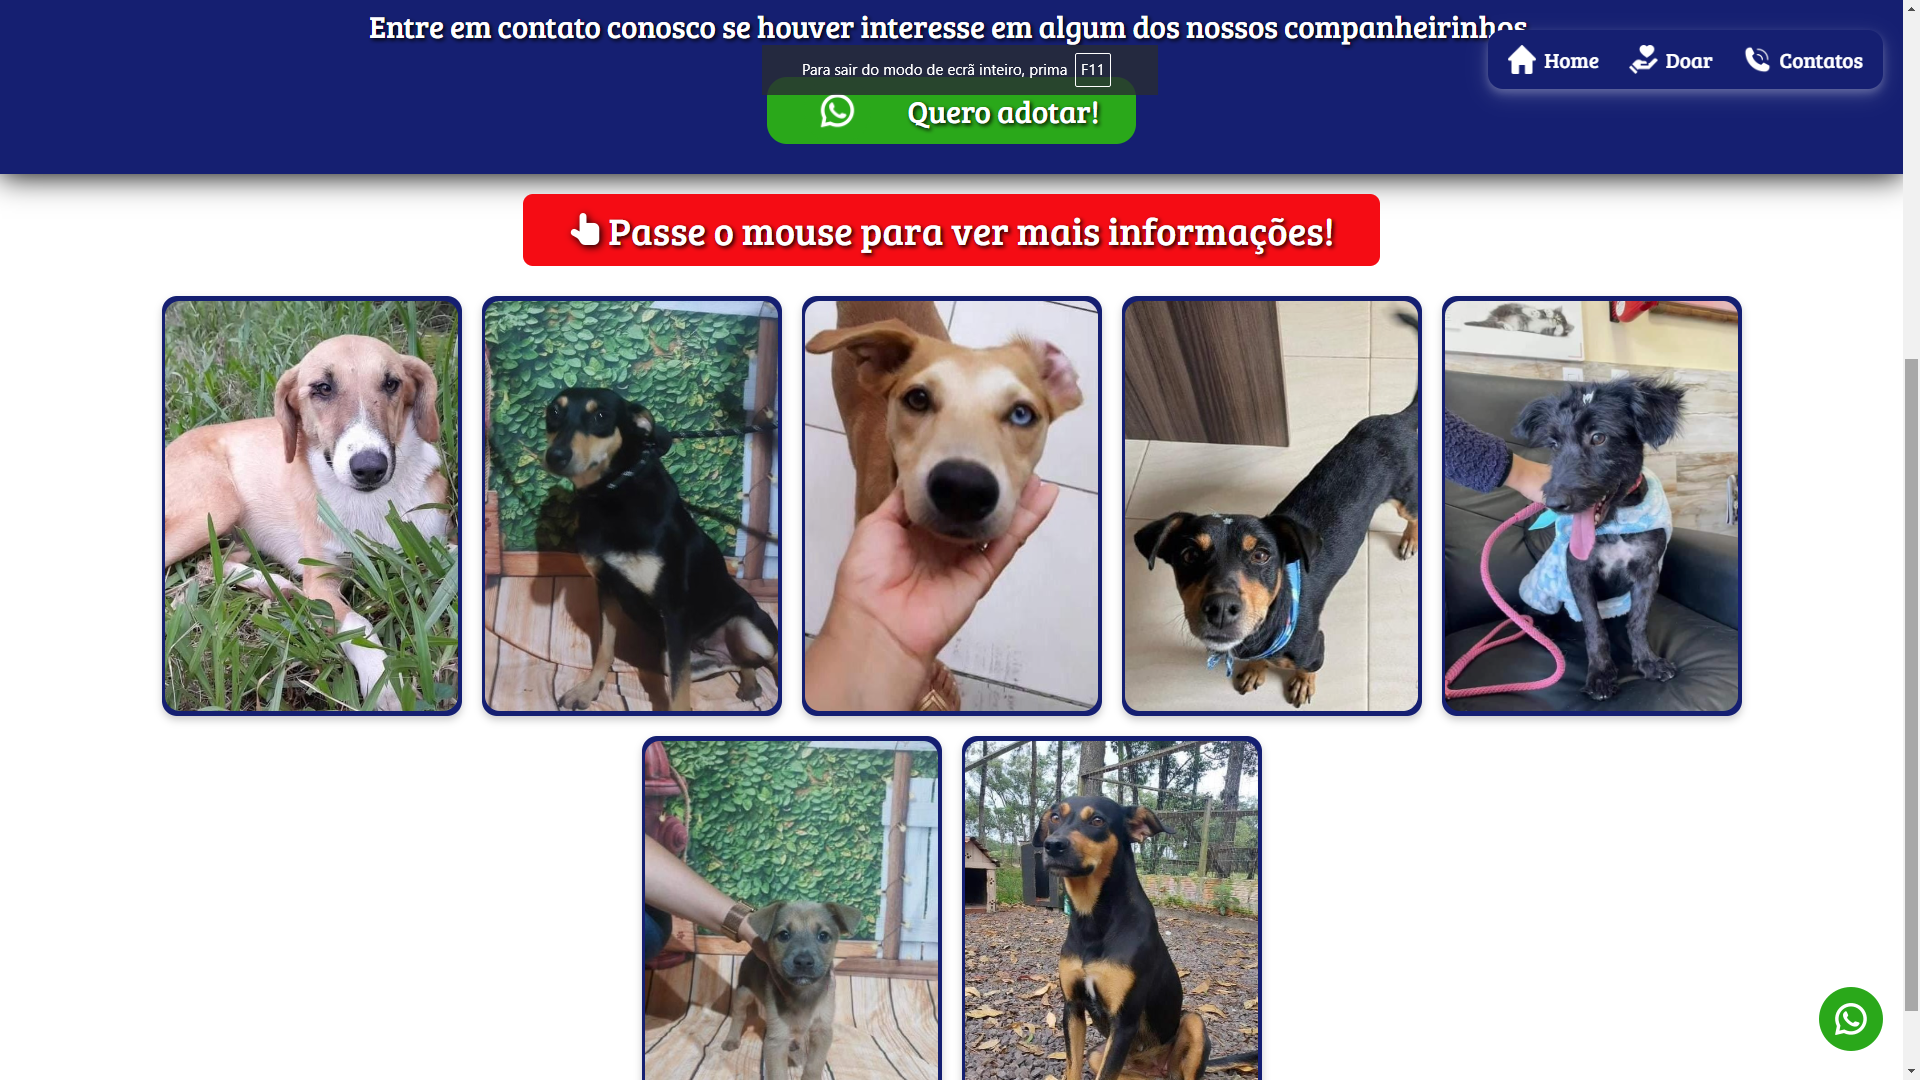 Entre em contato conosco se houver interesse em algum dos nossos companheirinhos
Home Doar Contatos
Para sair do modo de ecrã inteiro, prima F11
Quero adotar!
Passe o mouse para ver mais informações!